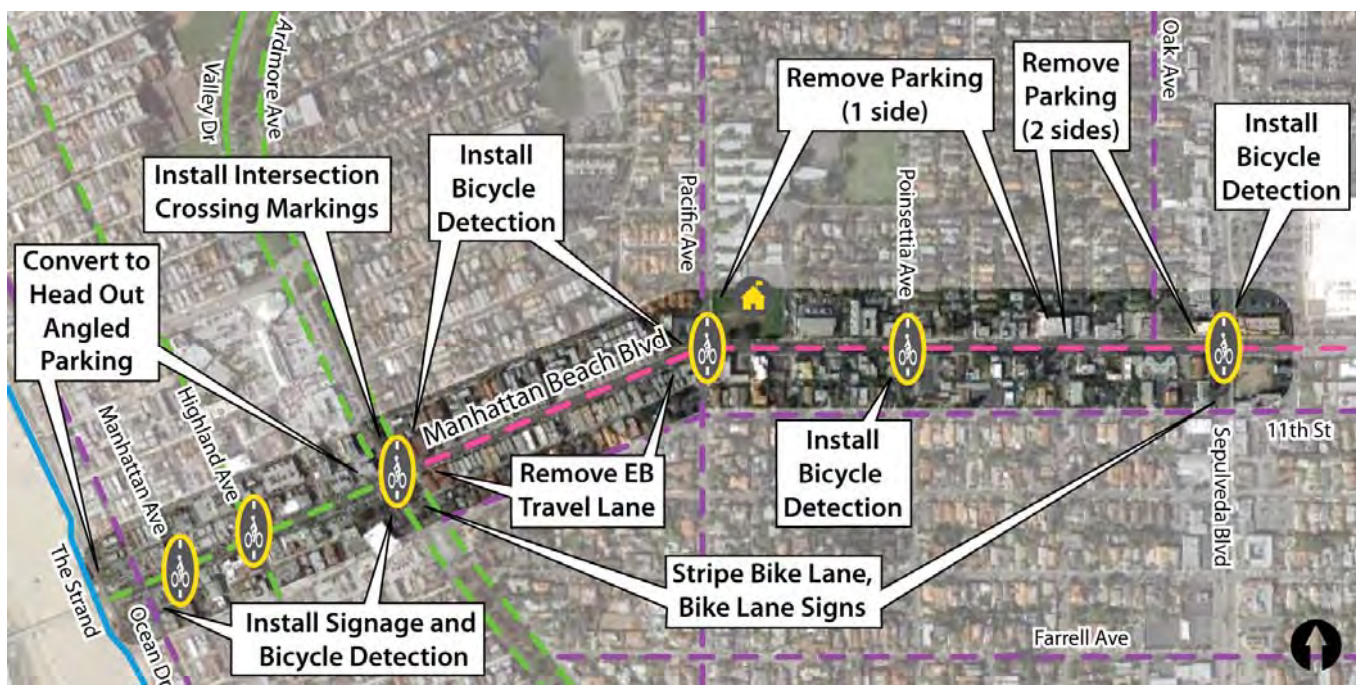 Ardmore Ave
Valley Dr
Oak Ave
Remove Parking
(1 side)
Remove
Parking
(2 sides)
Install
Bicycle
Detection
Install
Bicycle
Detection
Install Intersection
Crossing Markings
Pacific Ave
Poinsettia Ave
Convert to
Head Out
Angled
Parking
Manhattan Beach Blvd
Highland Ave
Manhattan Ave
Remove EB
Travel Lane
Install
Bicycle
Detection
Sepulveda Blvd
11th St
The Strand
Ocean Dr
Install Signage and
Bicycle Detection
Stripe Bike Lane,
Bike Lane Signs
Farrell Ave